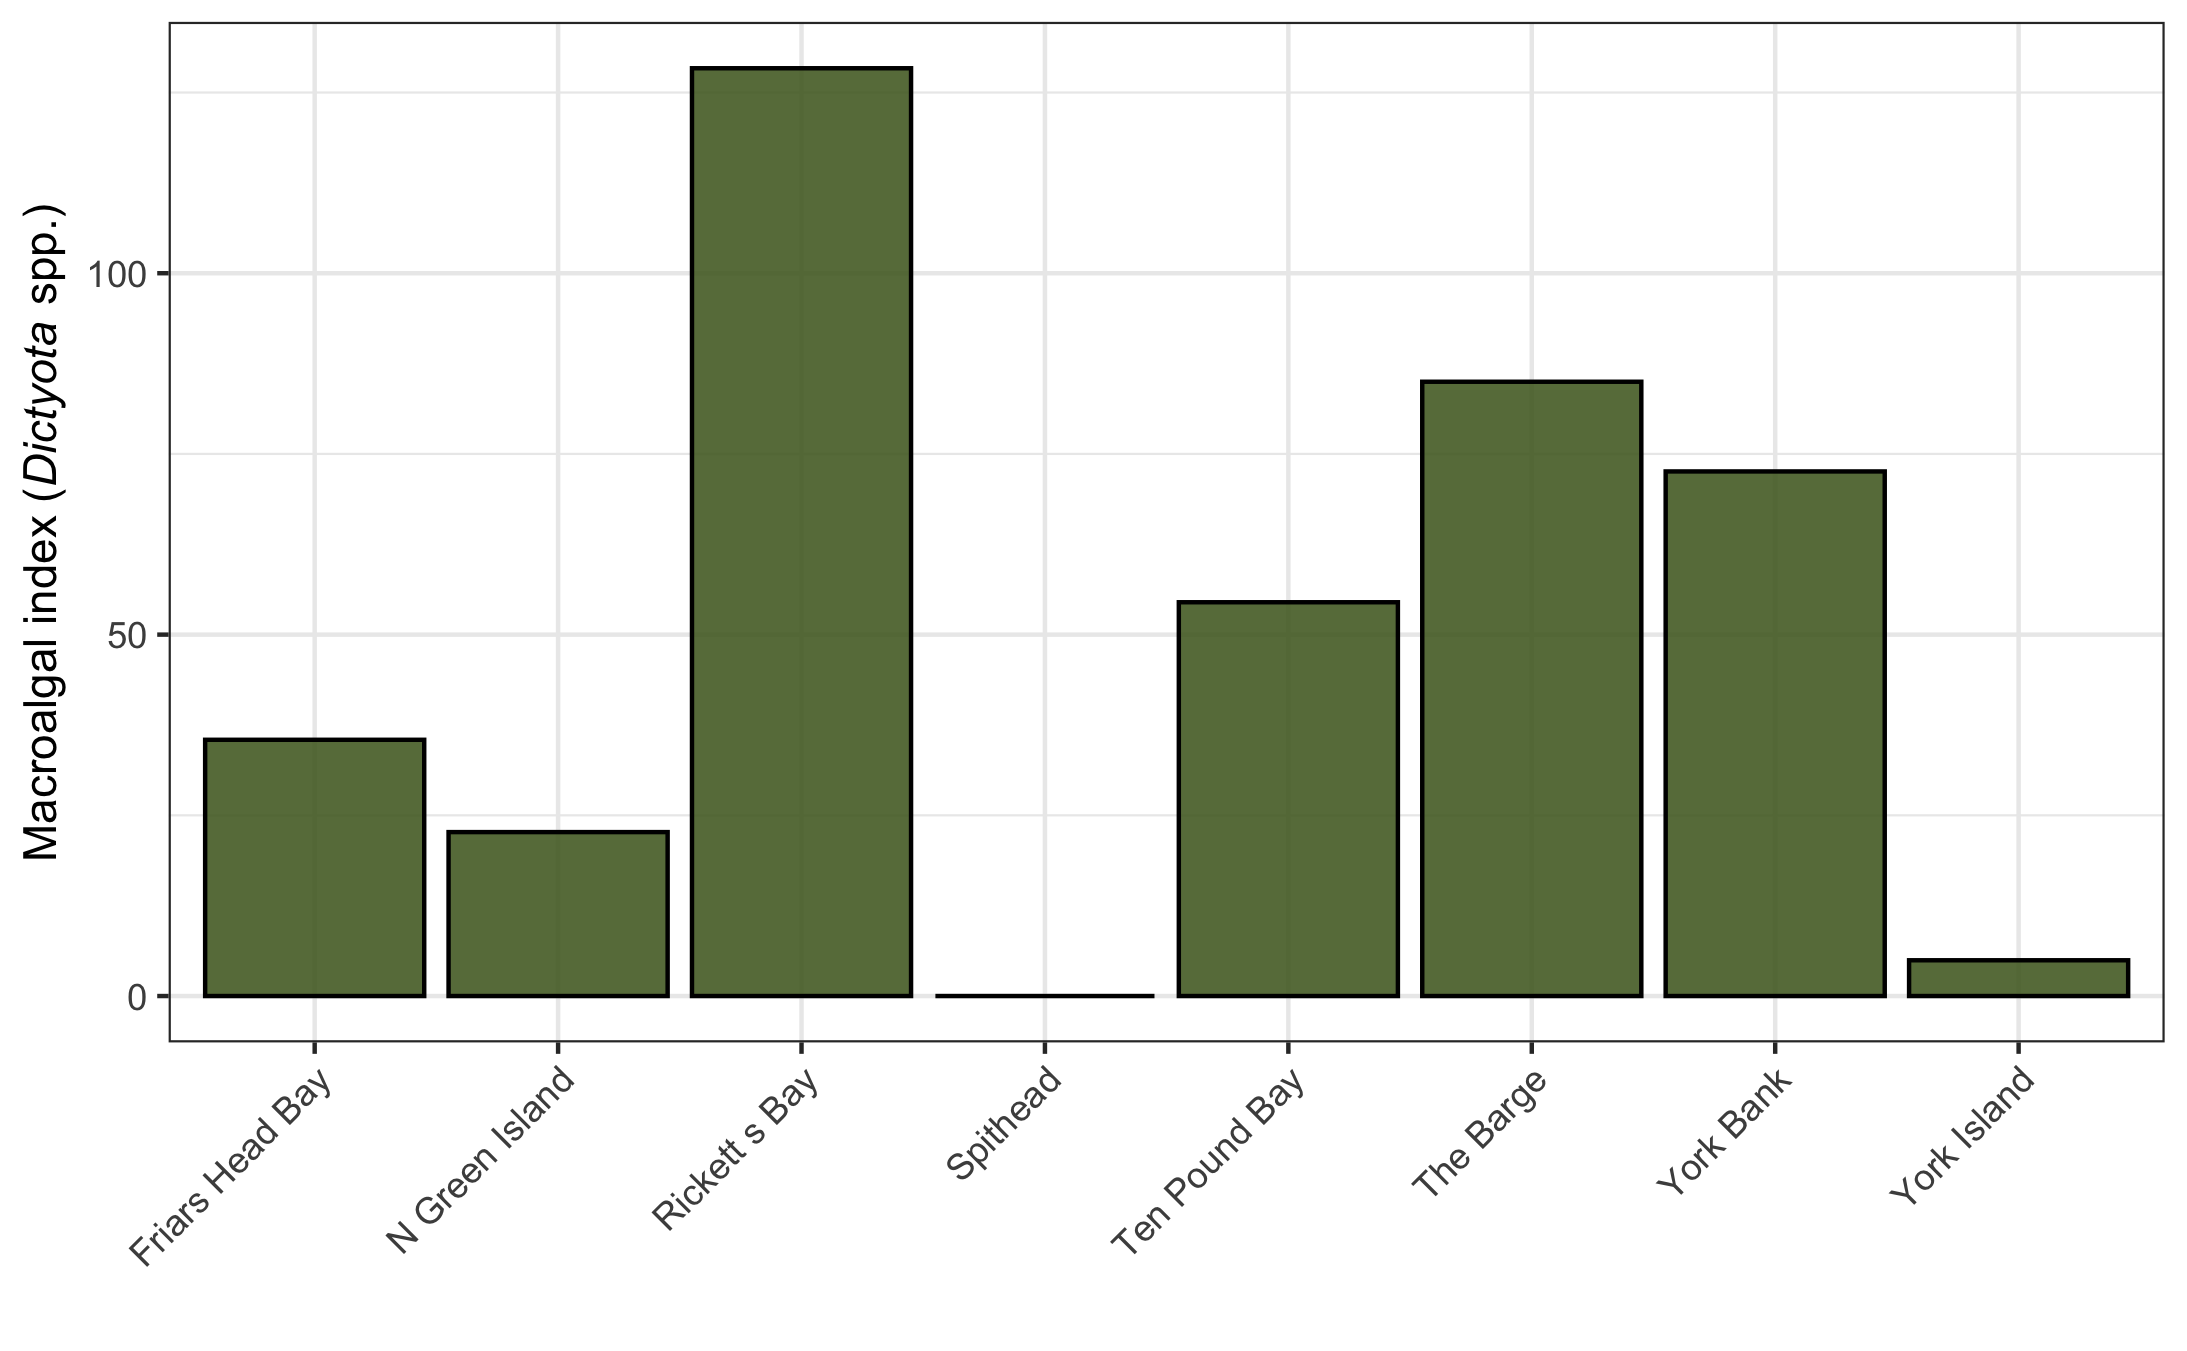 Macroalgal index (Dictyota spp.)
100
50
0
Friars Head Bay
N Green Island
Rickett s Bay
Spithead
Ten Pound Bay
The Barge
York Bank
York Island